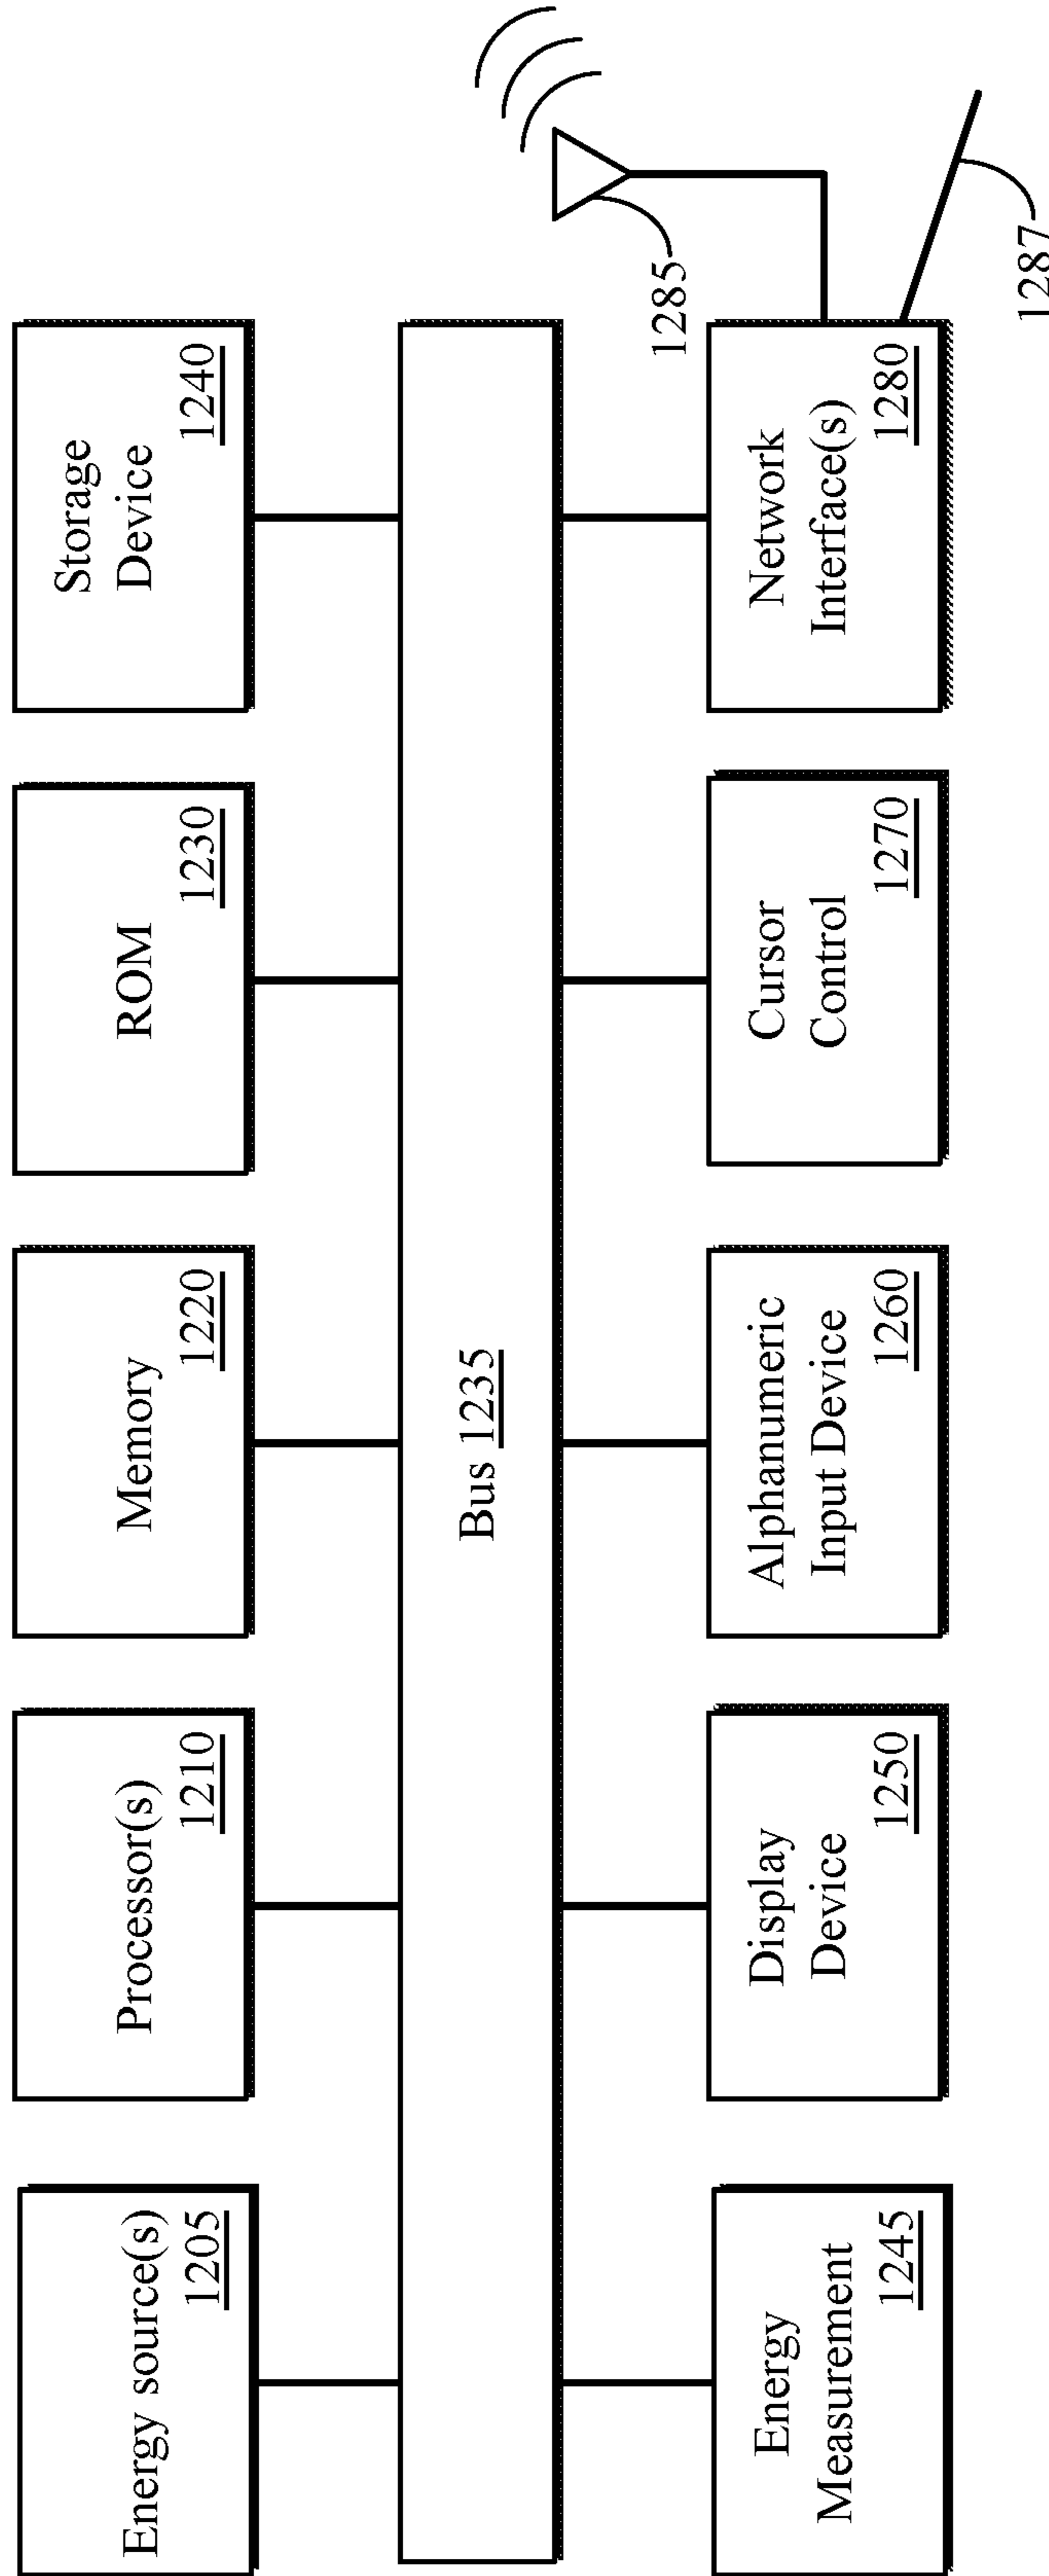 Energy source(s)
1205
Processor(s)
1210
Memory
1220
ROM
1230
Storage
Device
1240
Bus 1235
1285
Energy
Measurement
1245
Display
Device
1250
Alphanumeric
Input Device
1260
Cursor
Control
1270
Network
Interface(s)
1280
1287